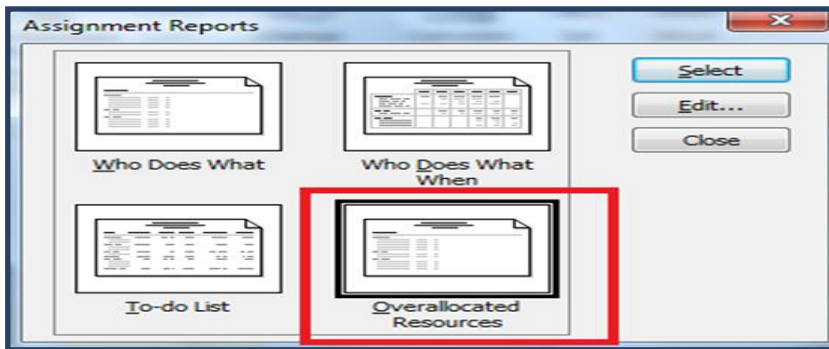 Assignment Reports
Select
Edit...
Close
Who Does What
Who Does What
When
To-do List
Overallocated
Resources